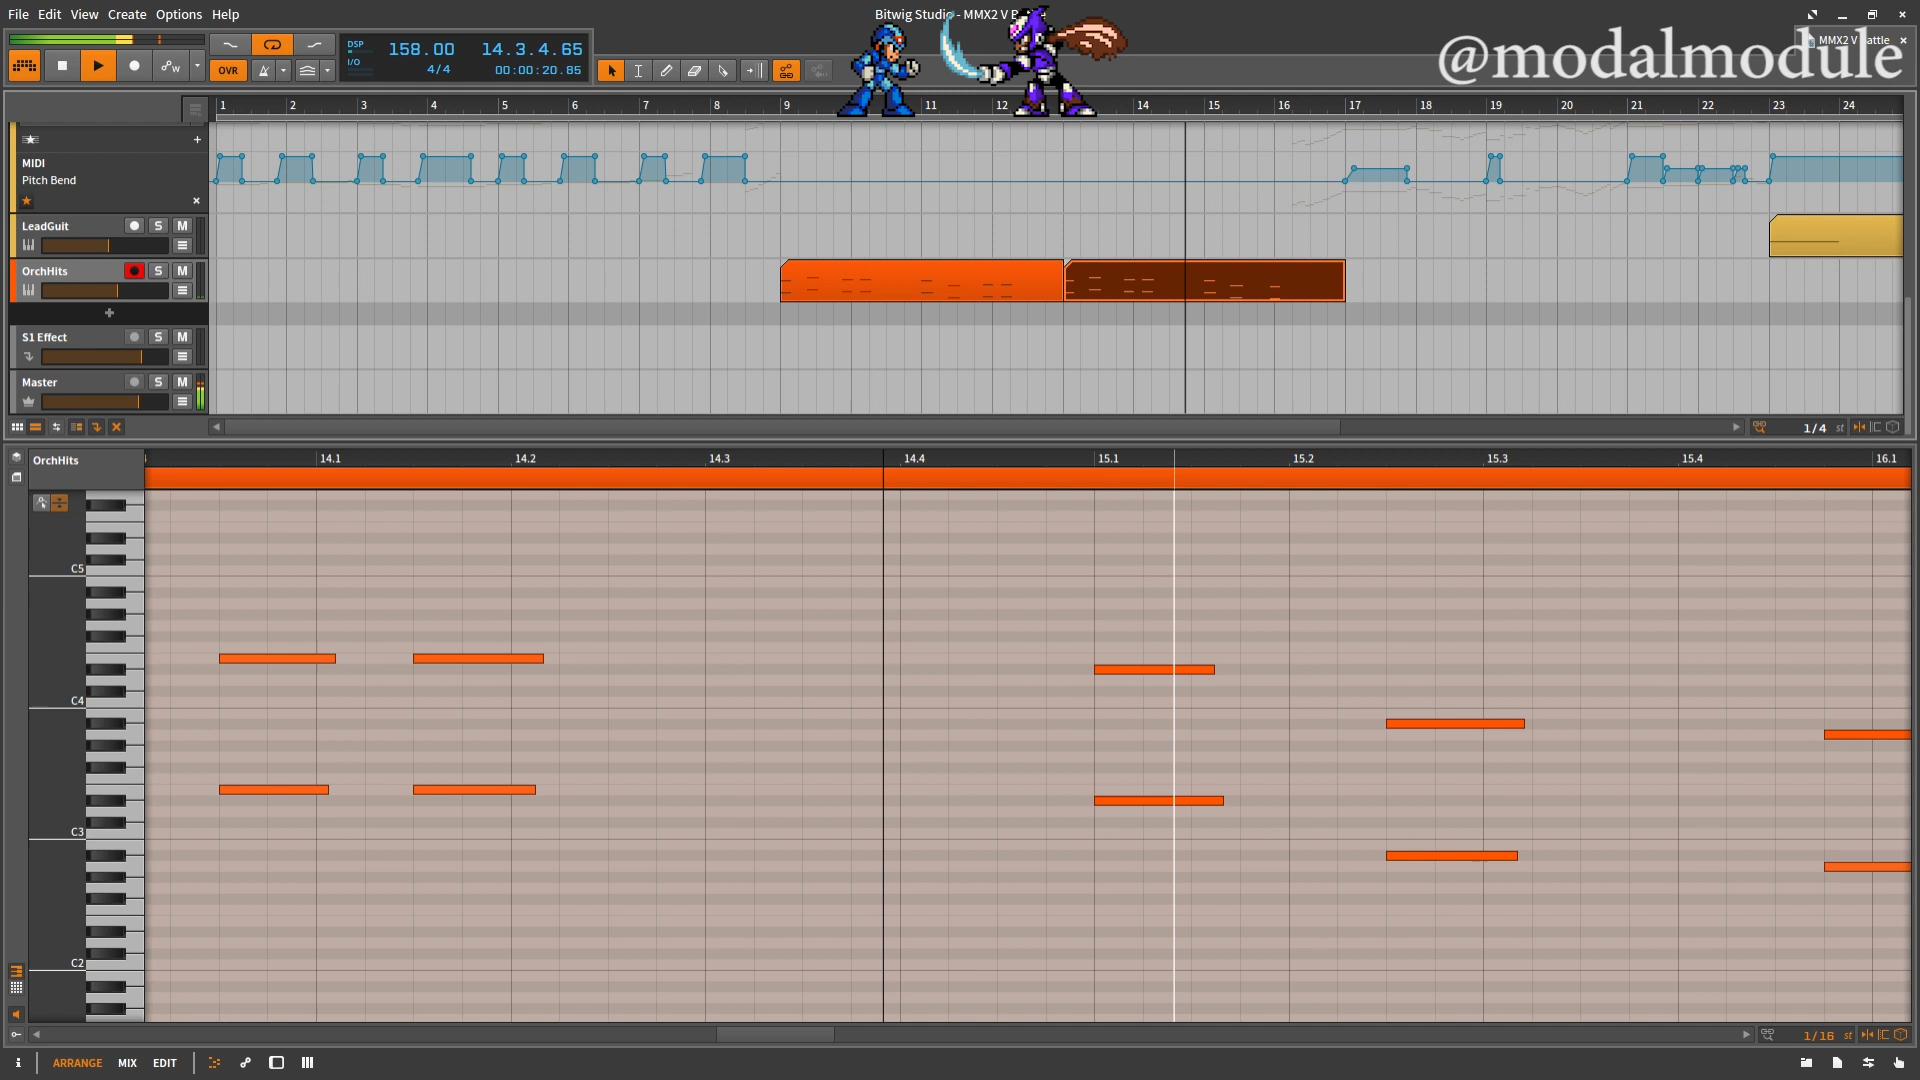 File Edit View Create Options Help
Bitwig Studio - MMX2 V B
MMX2 V Battle ×
@modalmodule
OVR
W
DSP
I/O
158.00
4/4
14.3.4.65
00:00:20.85
1 2 3 4 5 6 7 8 9 11 12 14 15 16 17 18 19 20 21 22 23 24
MIDI
Pitch Bend
LeadGuit S M
OrchHits S M
S1 Effect S M
Master S M
1/4 st
OrchHits
14.1 14.2 14.3 14.4 15.1 15.2 15.3 15.4 16.1
C5
C4
C3
C2
1/16 st
i ARRANGE MIX EDIT